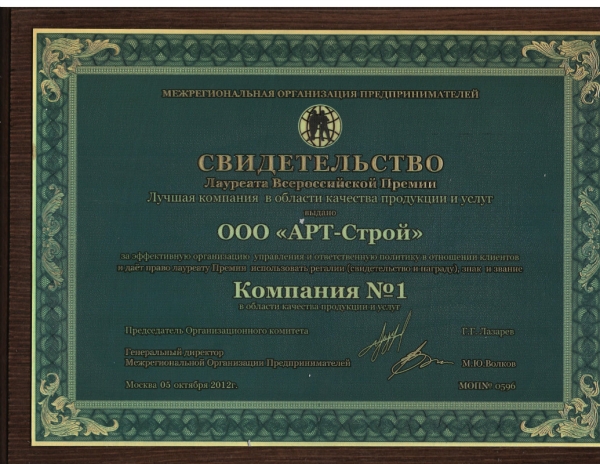 МЕЖРЕГИОНАЛЬНАЯ ОРГАНИЗАЦИЯ ПРЕДПРИНИМАТЕЛЕЙ
СВИДЕТЕЛЬСТВО
Лауреата Всероссийской Премии
Лучшая компания в области качества продукции и услуг
выдано
ООО «АРТ-Строй»
за эффективную организацию управления и ответственную политику в отношении клиентов
и даёт право лауреату Премии использовать регалии (свидетельство и награду), знак и звание
Компания №1
в области качества продукции и услуг
Председатель Организационного комитета Г.Г. Лазарев
Генеральный директор
Межрегиональной Организации Предпринимателей М.Ю.Волков
Москва 05 октября 2012г. МОП№ 0596